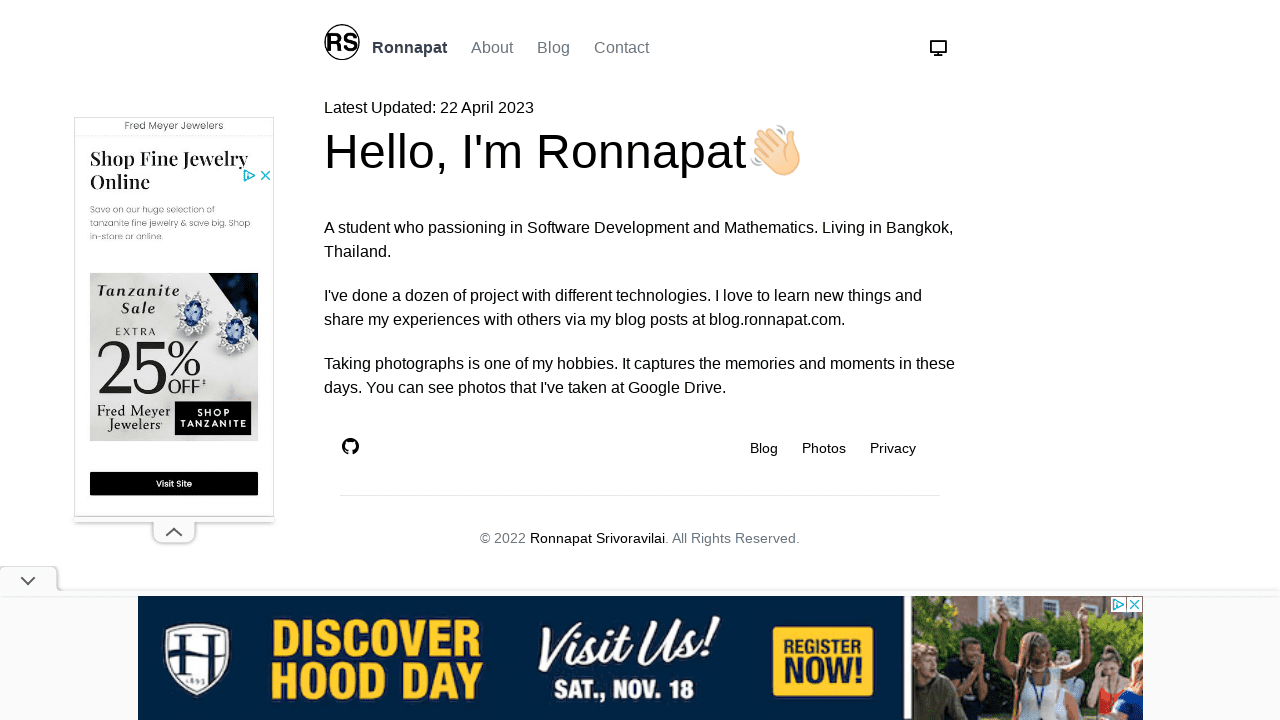 RS Ronnapat About Blog Contact
Latest Updated: 22 April 2023
Hello, I'm Ronnapat
A student who passioning in Software Development and Mathematics. Living in Bangkok,
Thailand.
I've done a dozen of project with different technologies. I love to learn new things and
share my experiences with others via my blog posts at blog.ronnapat.com.
Taking photographs is one of my hobbies. It captures the memories and moments in these
days. You can see photos that I've taken at Google Drive.
Blog Photos Privacy
© 2022 Ronnapat Srivoravilai. All Rights Reserved.
Fred Meyer Jewelers
Shop Fine Jewelry
Online
Save on our huge selection of
tanzanite fine jewelry & save big. Shop
in-store or online.
Tanzanite
Sale
EXTRA
25%
OFF‡
Fred Meyer
Jewelers
SHOP
TANZANITE
Visit Site
H
1893
DISCOVER
HOOD DAY
Visit Us!
SAT., NOV. 18
REGISTER
NOW!